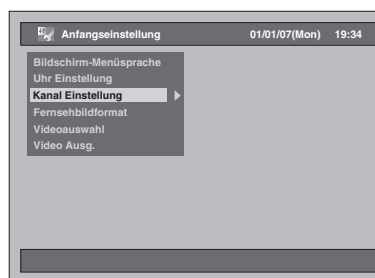 Anfangseinstellung 01/01/07(Mon) 19:34
Bildschirm-Menüsprache
Uhr Einstellung
Kanal Einstellung
Fernsehbildformat
Videoauswahl
Video Ausg.